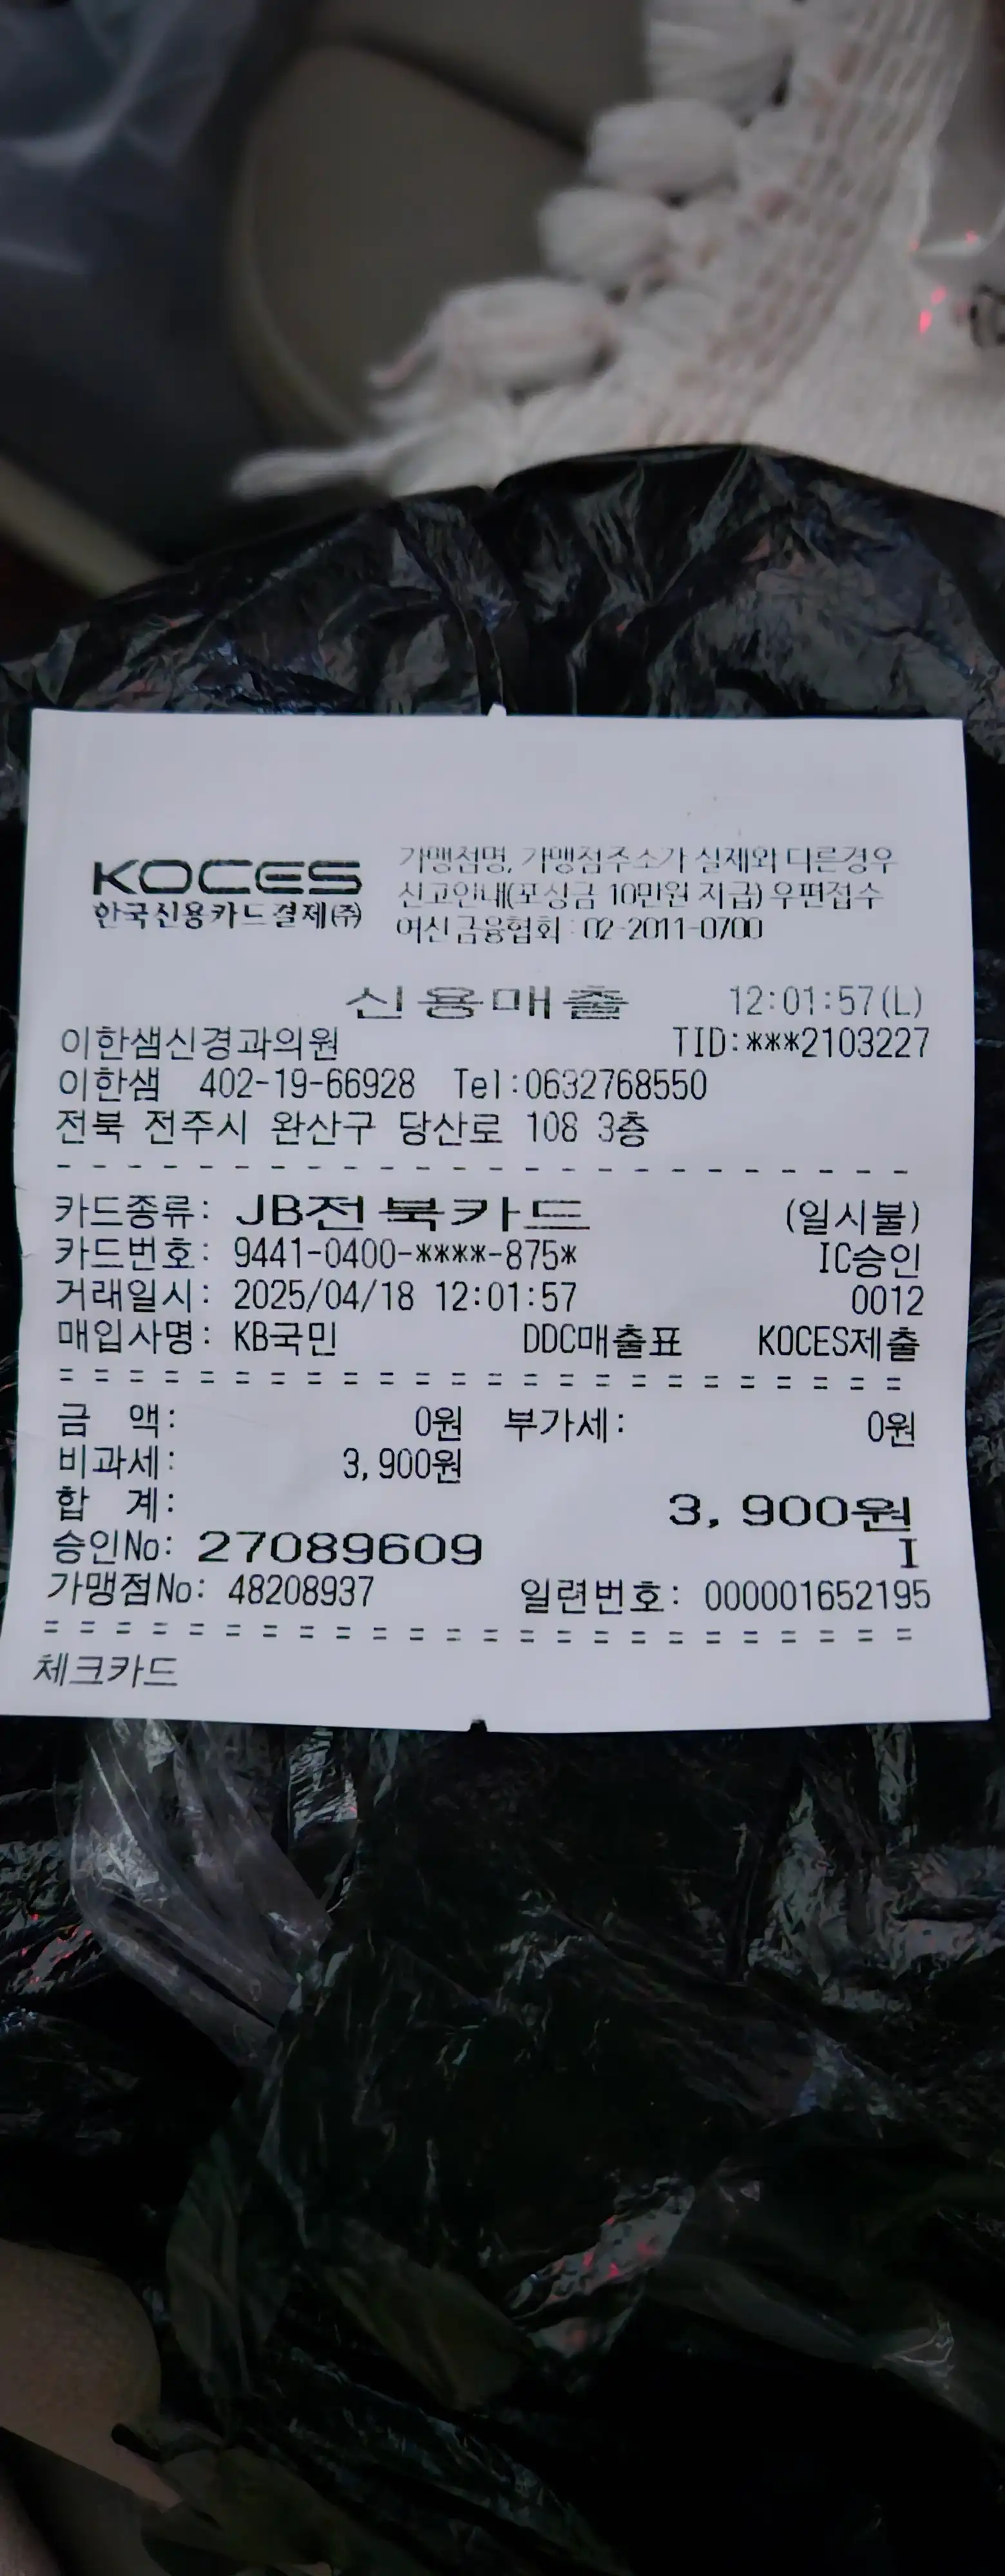 KOCES
한국신용카드결제(주)
가맹점명, 가맹점주소가 실제와 다른경우
신고안내(포상금 10만원 지급) 우편접수
여신금융협회 : 02-2011-0700
신용매출 12:01:57(L)
이한샘신경과의원 TID:***2103227
이한샘 402-19-66928 Tel:0632768550
전북 전주시 완산구 당산로 108 3층
카드종류: JB전북카드 (일시불)
카드번호: 9441-0400-****-875* IC승인
거래일시: 2025/04/18 12:01:57 0012
매입사명: KB국민 DDC매출표 KOCES제출
금 액: 0원 부가세: 0원
비과세: 3,900원
합 계: 3,900원
승인No: 27089609 I
가맹점No: 48208937 일련번호: 000001652195
체크카드